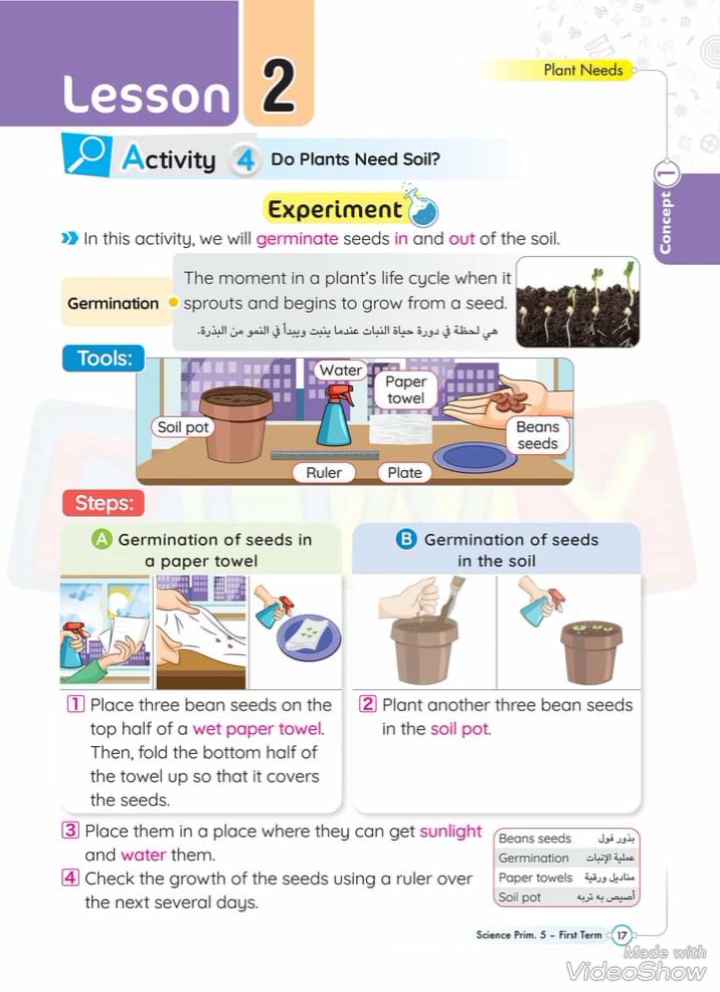 Lesson 2
Plant Needs
Activity 4 Do Plants Need Soil?
Concept 1
Experiment
In this activity, we will germinate seeds in and out of the soil.
Germination
The moment in a plant's life cycle when it
sprouts and begins to grow from a seed.
هي لحظة في دورة حياة النبات عندما ينبت ويبدأ في النمو من البذرة.
Tools:
Water
Paper
towel
Soil pot
Beans
seeds
Ruler
Plate
Steps:
A Germination of seeds in
a paper towel
B Germination of seeds
in the soil
1 Place three bean seeds on the
top half of a wet paper towel.
Then, fold the bottom half of
the towel up so that it covers
the seeds.
2 Plant another three bean seeds
in the soil pot.
3 Place them in a place where they can get sunlight
and water them.
4 Check the growth of the seeds using a ruler over
the next several days.
Beans seeds بذور فول
Germination عملية الإنبات
Paper towels مناديل ورقية
Soil pot أصيص به تربه
Science Prim. 5 - First Term 17
Made with
VideoShow